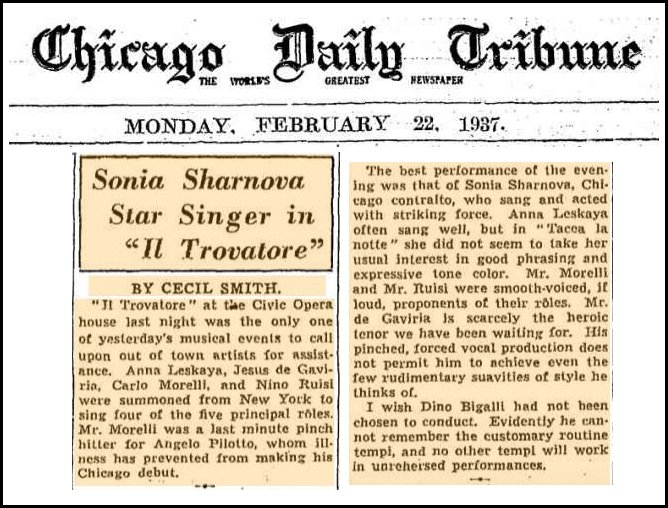 Chicago Daily Tribune
THE WORLD'S GREATEST NEWSPAPER
MONDAY, FEBRUARY 22, 1937.
Sonia Sharnova
Star Singer in
"Il Trovatore"
BY CECIL SMITH.
"Il Trovatore" at the Civic Opera
house last night was the only one
of yesterday's musical events to call
upon out of town artists for assist-
ance. Anna Leskaya, Jesus de Gavi-
ria, Carlo Morelli, and Nino Ruisi
were summoned from New York to
sing four of the five principal rôles.
Mr. Morelli was a last minute pinch
hitter for Angelo Pilotto, whom ill-
ness has prevented from making his
Chicago debut.
The best performance of the even-
ing was that of Sonia Sharnova, Chi-
cago contralto, who sang and acted
with striking force. Anna Leskaya
often sang well, but in "Tacea la
notte" she did not seem to take her
usual interest in good phrasing and
expressive tone color. Mr. Morelli
and Mr. Ruisi were smooth-voiced, if
loud, proponents of their rôles. Mr.
de Gaviria is scarcely the heroic
tenor we have been waiting for. His
pinched, forced vocal production does
not permit him to achieve even the
few rudimentary suavities of style he
thinks of.
I wish Dino Bigalli had not been
chosen to conduct. Evidently he can-
not remember the customary routine
tempi, and no other tempi will work
in unrehersed performances.